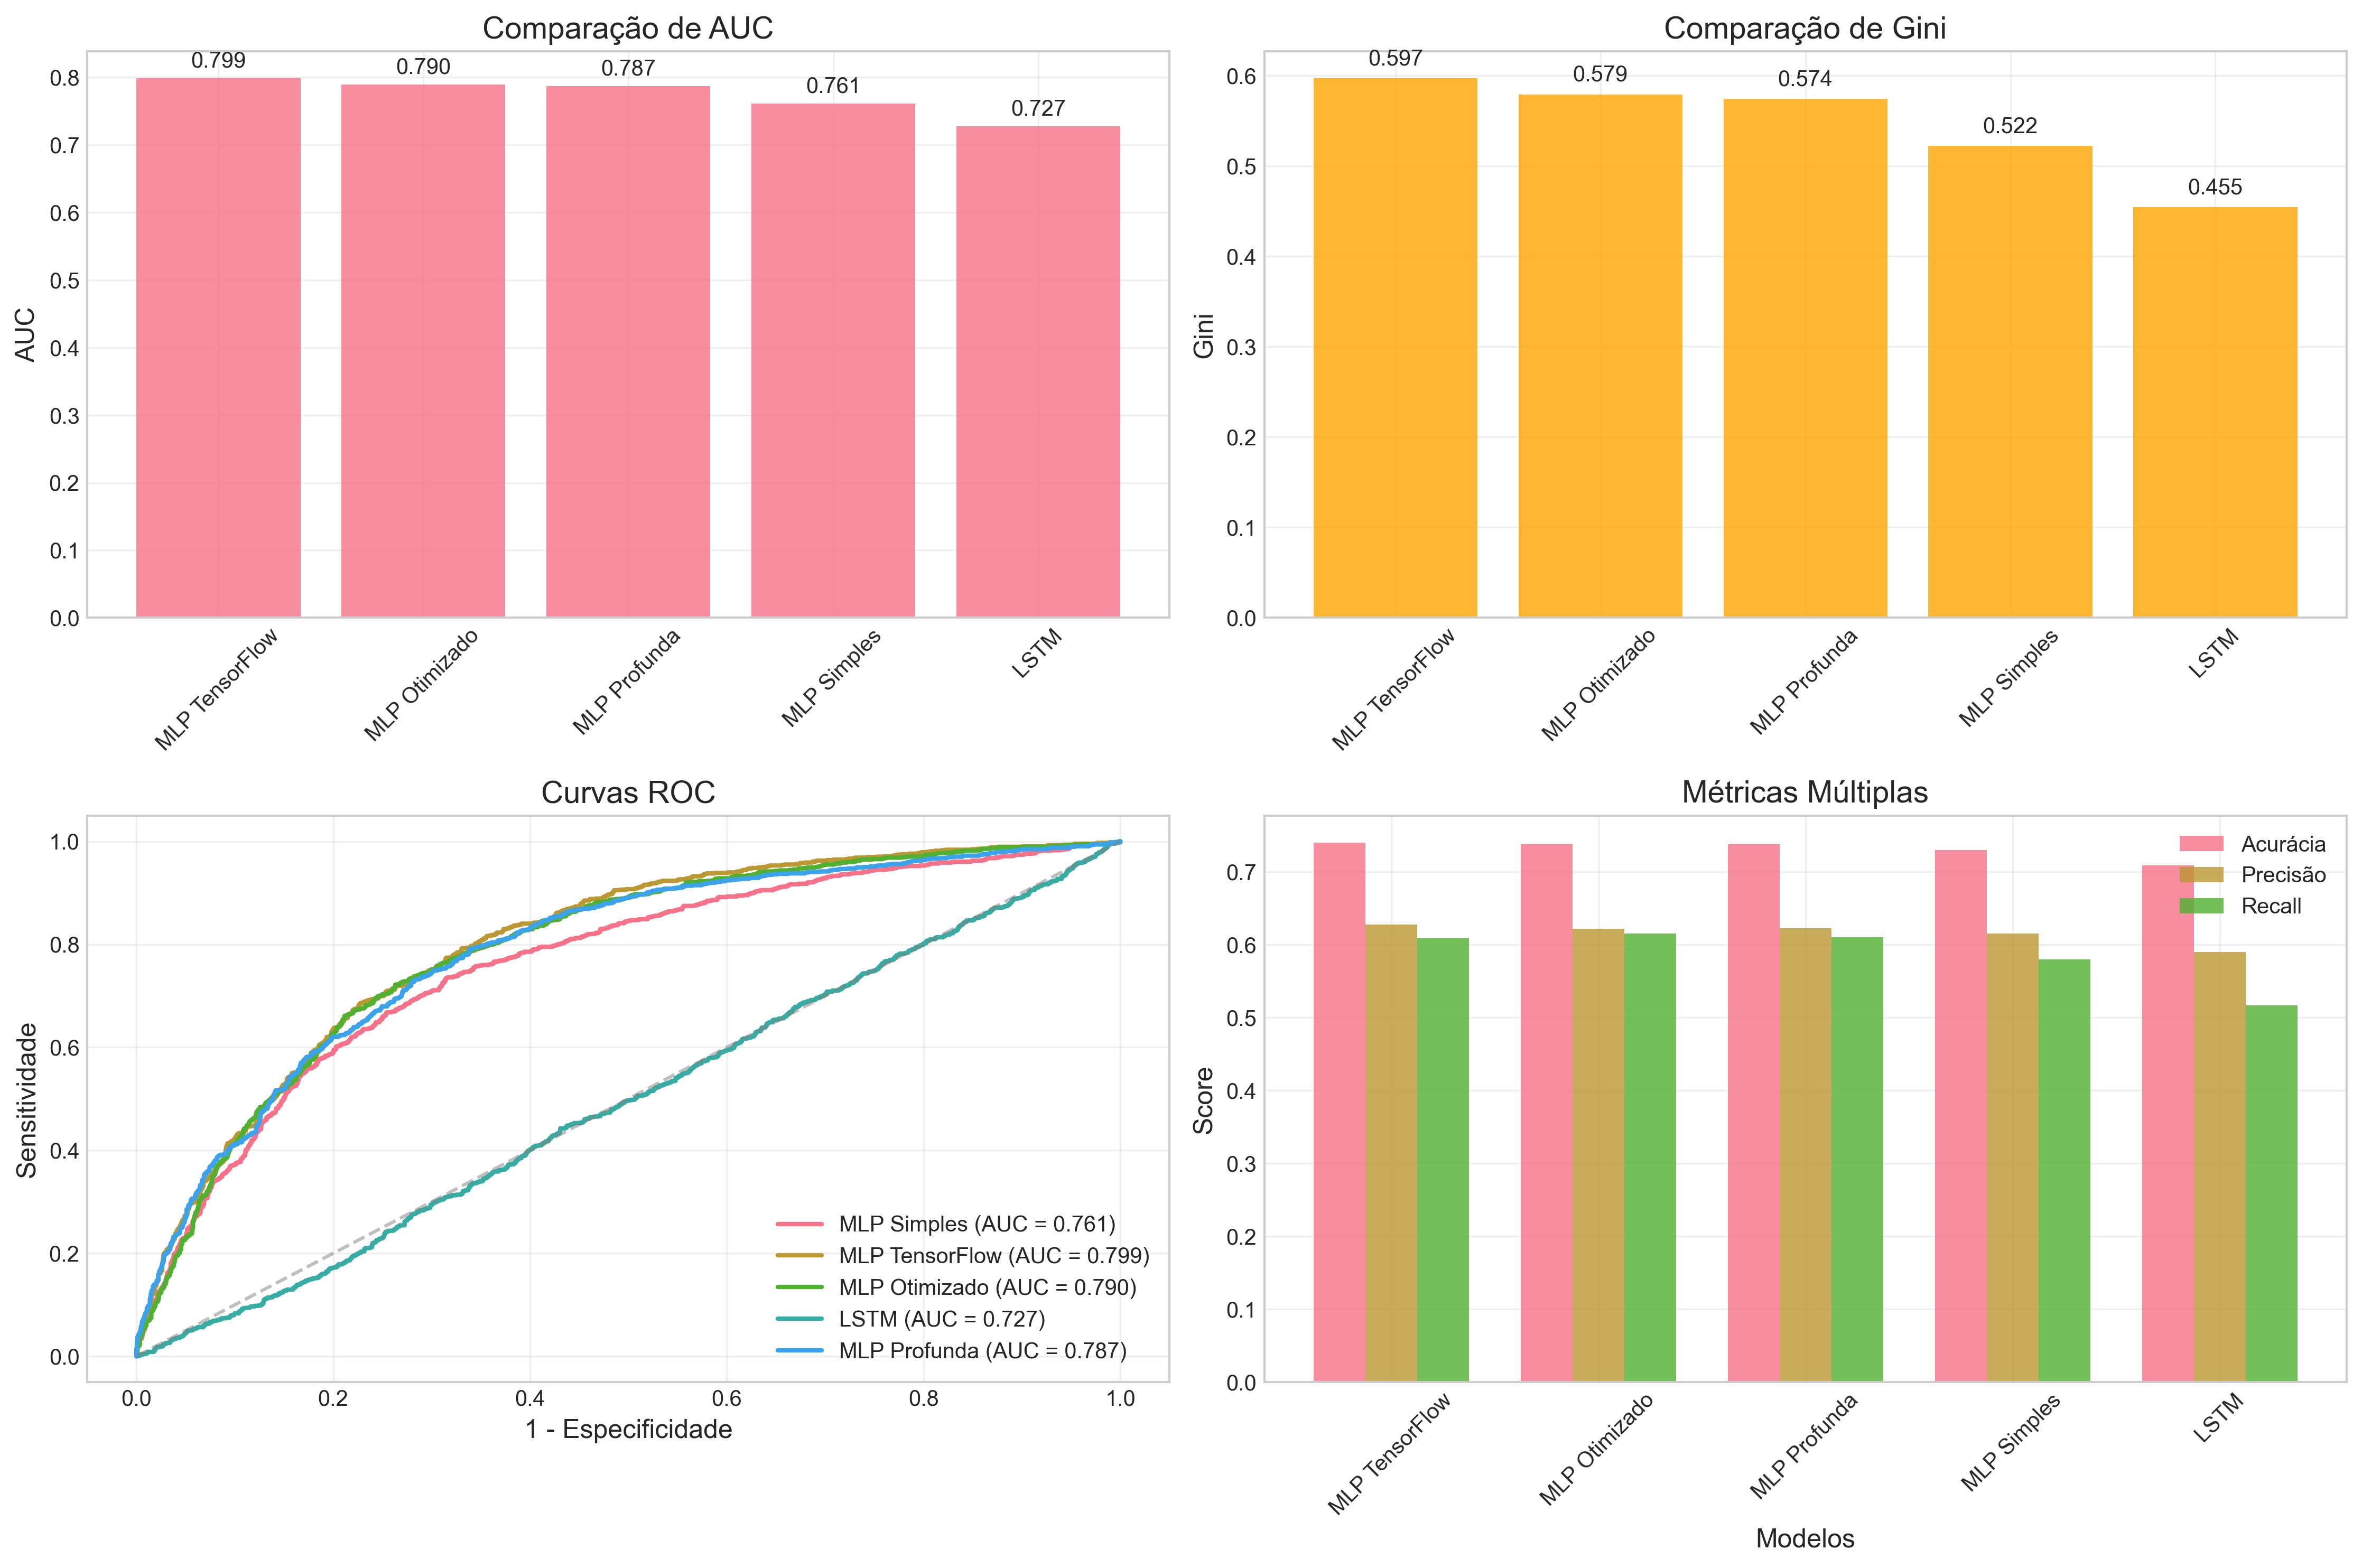 Comparação de AUC
AUC
0.8
0.7
0.6
0.5
0.4
0.3
0.2
0.1
0.0
0.799
0.790
0.787
0.761
0.727
MLP TensorFlow
MLP Otimizado
MLP Profunda
MLP Simples
LSTM
Comparação de Gini
Gini
0.6
0.5
0.4
0.3
0.2
0.1
0.0
0.597
0.579
0.574
0.522
0.455
MLP TensorFlow
MLP Otimizado
MLP Profunda
MLP Simples
LSTM
Curvas ROC
Sensitividade
1.0
0.8
0.6
0.4
0.2
0.0
MLP Simples (AUC = 0.761)
MLP TensorFlow (AUC = 0.799)
MLP Otimizado (AUC = 0.790)
LSTM (AUC = 0.727)
MLP Profunda (AUC = 0.787)
0.0
0.2
0.4
0.6
0.8
1.0
1 - Especificidade
Métricas Múltiplas
Score
0.7
0.6
0.5
0.4
0.3
0.2
0.1
0.0
Acurácia
Precisão
Recall
MLP TensorFlow
MLP Otimizado
MLP Profunda
MLP Simples
LSTM
Modelos